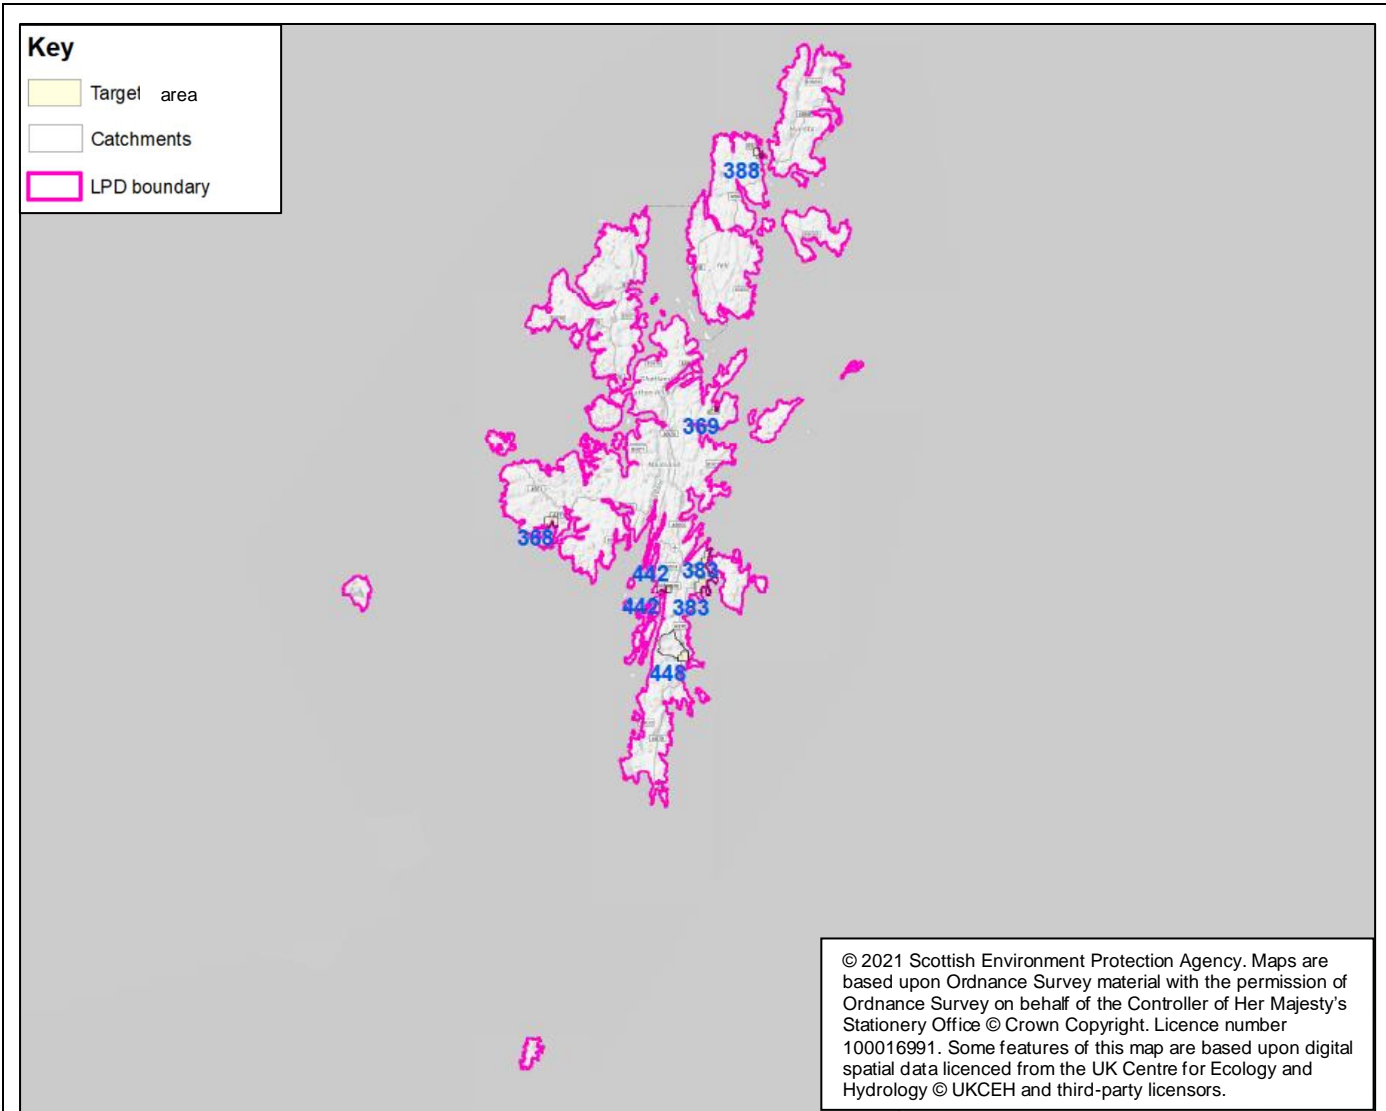 Key
Target area
Catchments
LPD boundary
388
369
368
442
383
442
383
448
© 2021 Scottish Environment Protection Agency. Maps are
based upon Ordnance Survey material with the permission of
Ordnance Survey on behalf of the Controller of Her Majesty's
Stationery Office © Crown Copyright. Licence number
100016991. Some features of this map are based upon digital
spatial data licenced from the UK Centre for Ecology and
Hydrology © UKCEH and third-party licensors.